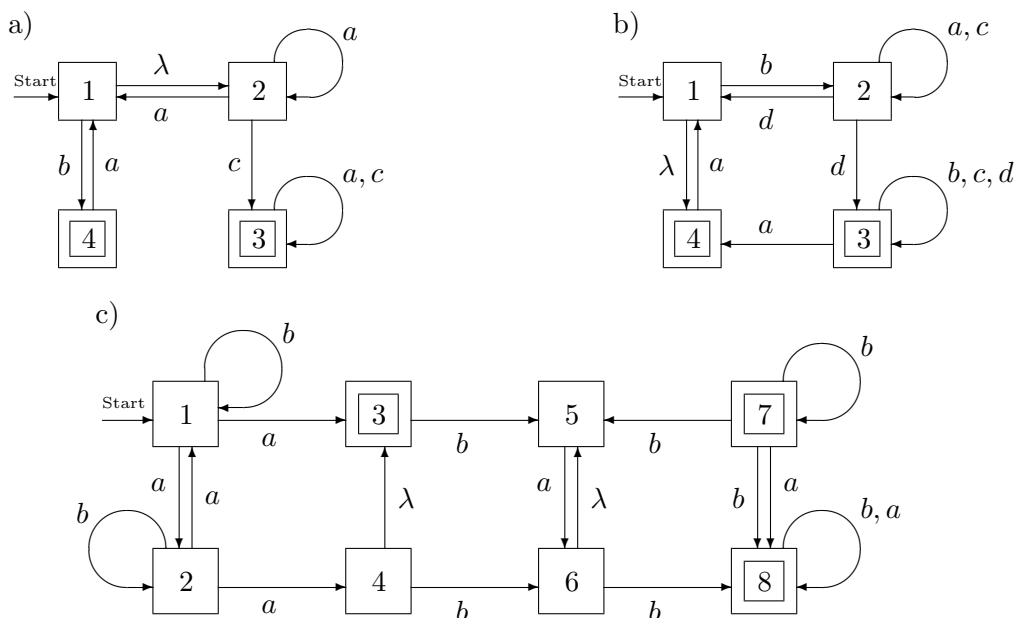 a) b)
a a, c
Start λ Start b
1 2 1 2
a d
b a c a, c λ a d b, c, d
4 3 4 a 3
c)
b b
Start
1 3 5 7
a b b
a a λ a λ b a
b b, a
2 4 6 8
a b b